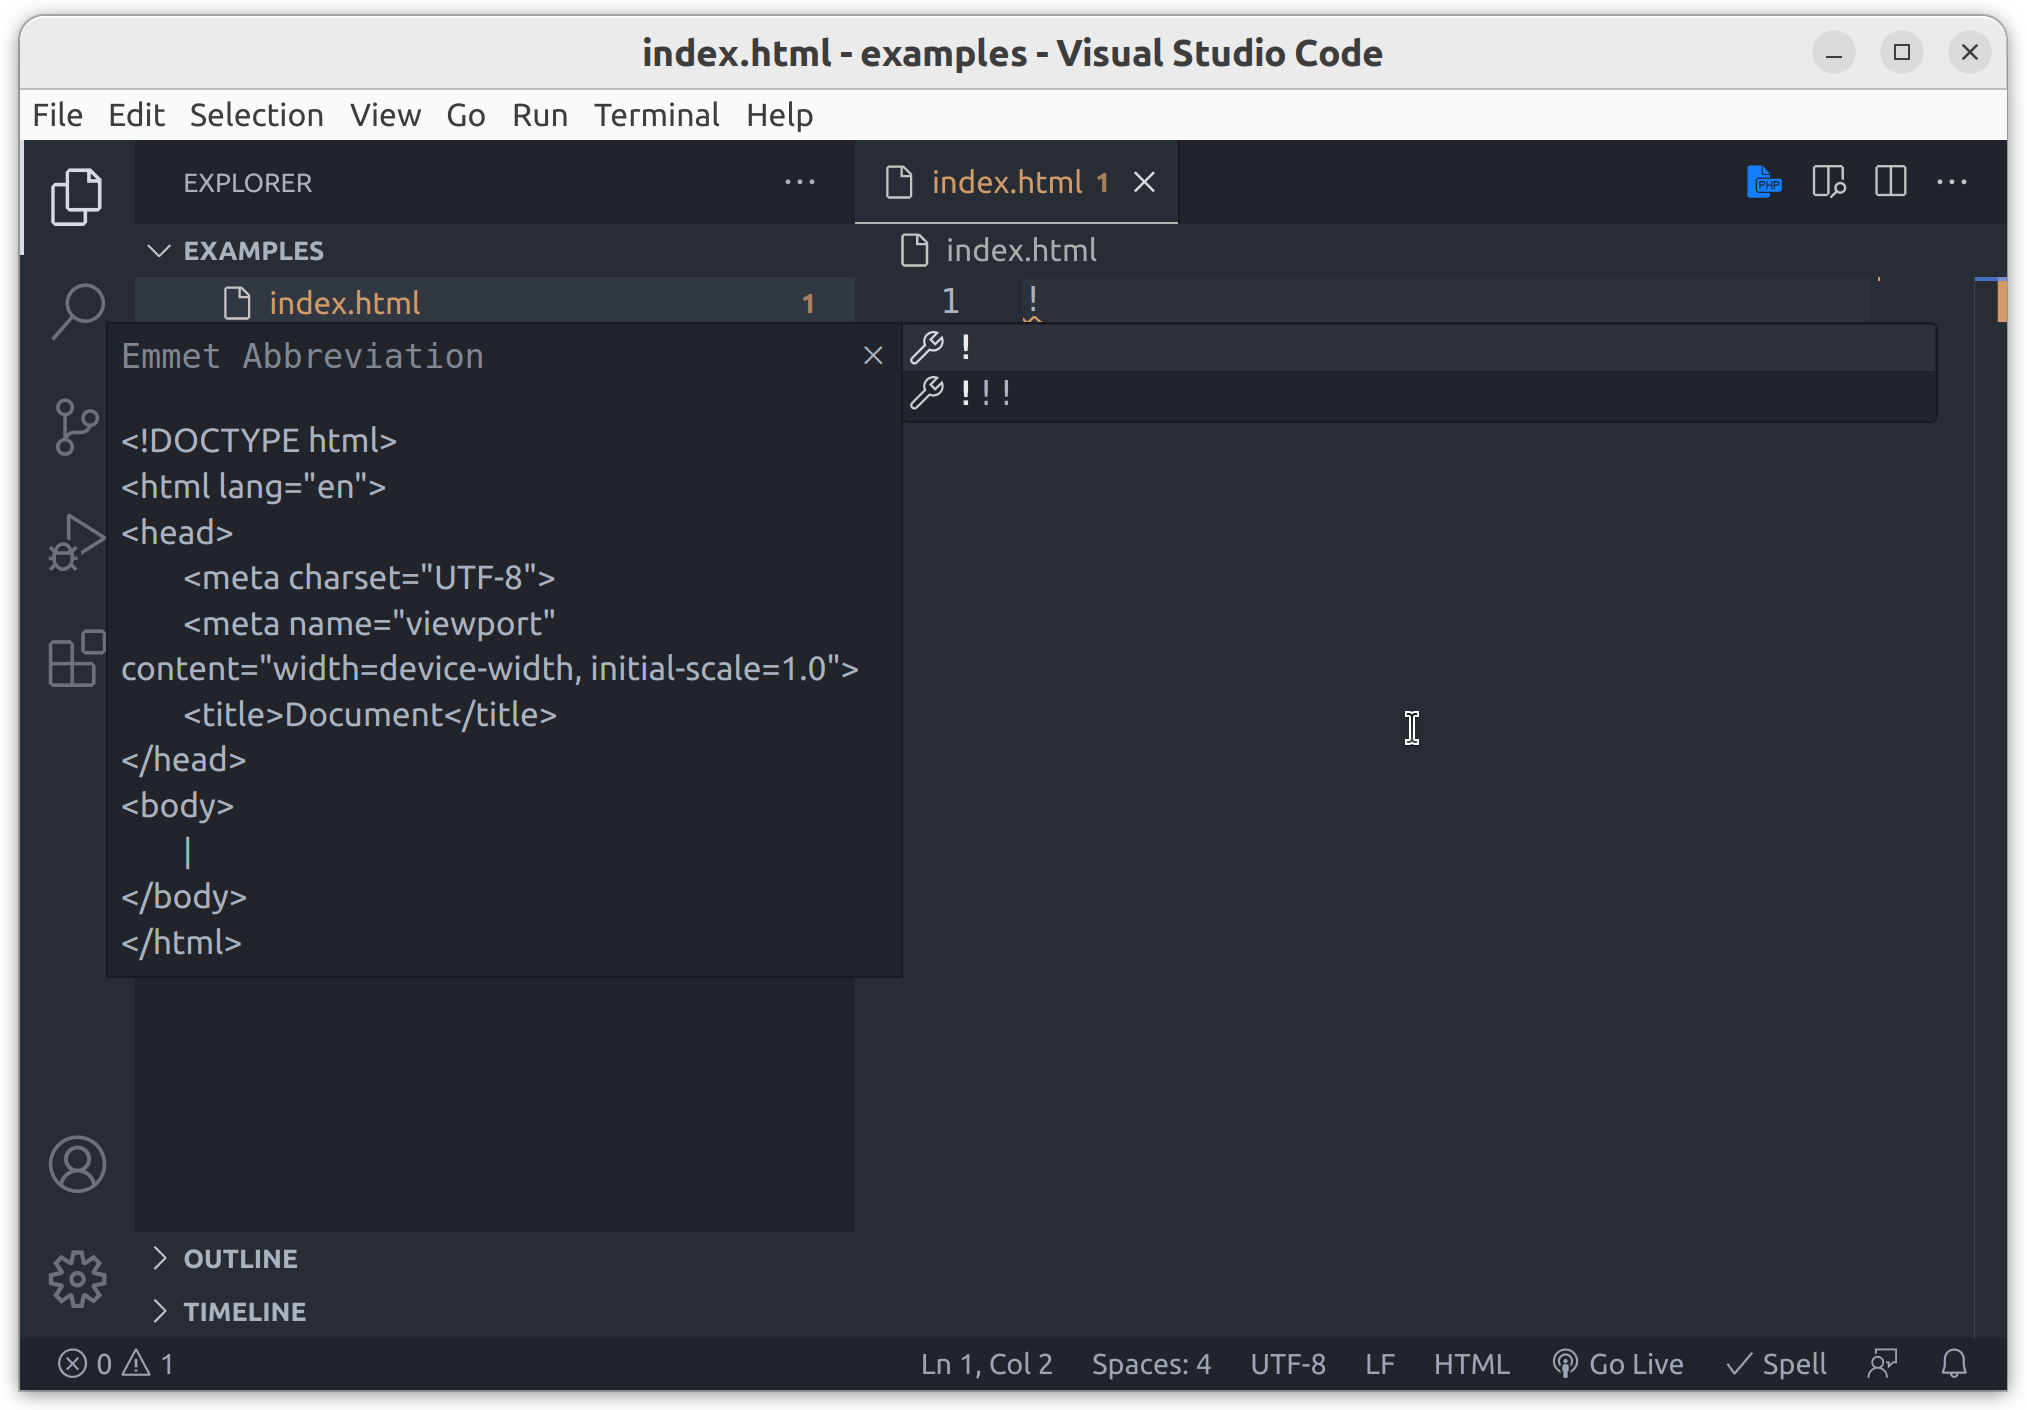 index.html - examples - Visual Studio Code
File Edit Selection View Go Run Terminal Help
EXPLORER
index.html 1
PHP
EXAMPLES
index.html
index.html 1
1 !
Emmet Abbreviation
<!DOCTYPE html>
<html lang="en">
<head>
<meta charset="UTF-8">
<meta name="viewport"
content="width=device-width, initial-scale=1.0">
<title>Document</title>
</head>
<body>
|
</body>
</html>
!
!!!
OUTLINE
TIMELINE
0 1 Ln 1, Col 2 Spaces: 4 UTF-8 LF HTML Go Live Spell